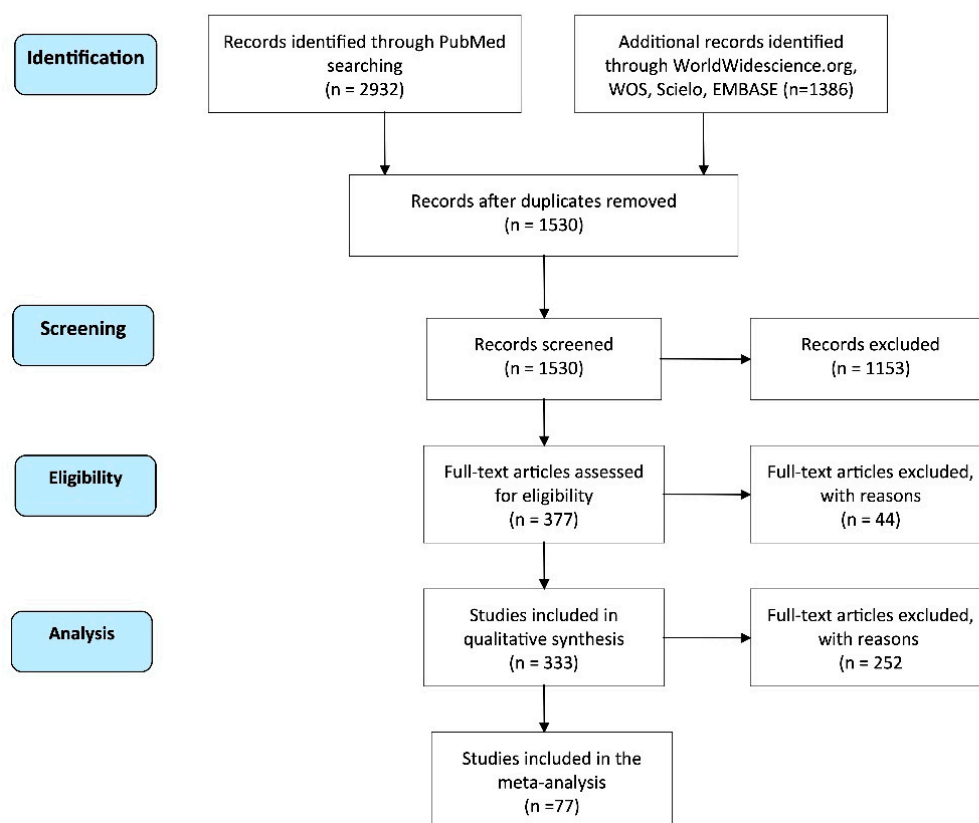 Identification
Records identified through PubMed
searching
(n = 2932)
Additional records identified
through WorldWidescience.org,
WOS, Scielo, EMBASE (n=1386)
Records after duplicates removed
(n = 1530)
Screening
Records screened
(n = 1530)
Records excluded
(n = 1153)
Eligibility
Full-text articles assessed
for eligibility
(n = 377)
Full-text articles excluded,
with reasons
(n = 44)
Analysis
Studies included in
qualitative synthesis
(n = 333)
Full-text articles excluded,
with reasons
(n = 252
Studies included in the
meta-analysis
(n =77)